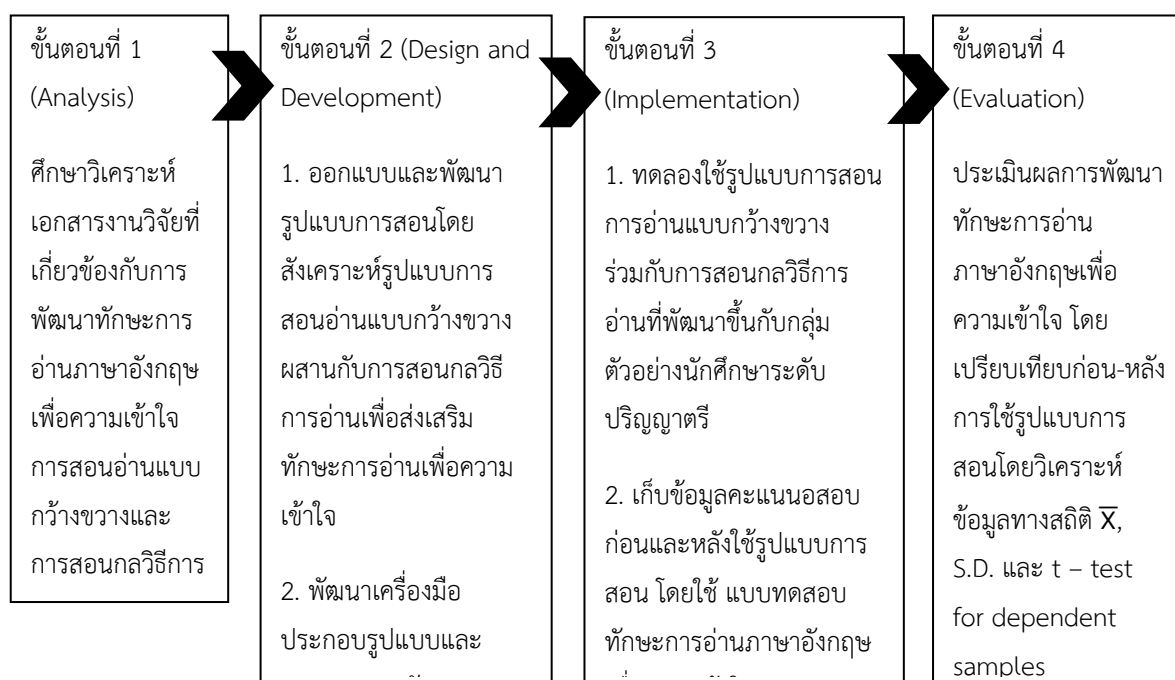 ขั้นตอนที่ 1
(Analysis)
ศึกษาวิเคราะห์
เอกสารงานวิจัยที่
เกี่ยวข้องกับการ
พัฒนาทักษะการ
อ่านภาษาอังกฤษ
เพื่อความเข้าใจ
การสอนอ่านแบบ
กว้างขวางและ
การสอนกลวิธีการ
ขั้นตอนที่ 2 (Design and
Development)
1. ออกแบบและพัฒนา
รูปแบบการสอนโดย
สังเคราะห์รูปแบบการ
สอนอ่านแบบกว้างขวาง
ผสานกับการสอนกลวิธี
การอ่านเพื่อส่งเสริม
ทักษะการอ่านเพื่อความ
เข้าใจ
2. พัฒนาเครื่องมือ
ประกอบรูปแบบและ
ขั้นตอนที่ 3
(Implementation)
1. ทดลองใช้รูปแบบการสอน
การอ่านแบบกว้างขวาง
ร่วมกับการสอนกลวิธีการ
อ่านที่พัฒนาขึ้นกับกลุ่ม
ตัวอย่างนักศึกษาระดับ
ปริญญาตรี
2. เก็บข้อมูลคะแนนอสอบ
ก่อนและหลังใช้รูปแบบการ
สอน โดยใช้ แบบทดสอบ
ทักษะการอ่านภาษาอังกฤษ
ขั้นตอนที่ 4
(Evaluation)
ประเมินผลการพัฒนา
ทักษะการอ่าน
ภาษาอังกฤษเพื่อ
ความเข้าใจ โดย
เปรียบเทียบก่อน-หลัง
การใช้รูปแบบการ
สอนโดยวิเคราะห์
ข้อมูลทางสถิติ X̅,
S.D. และ t – test
for dependent
samples